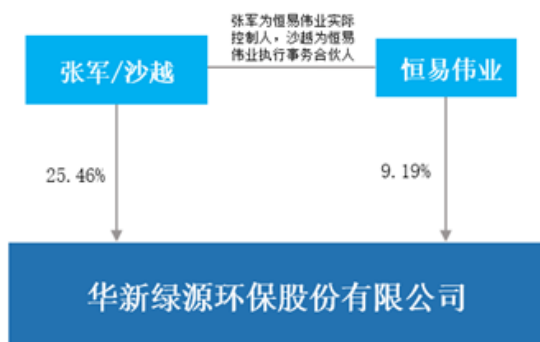 张军为恒易伟业实际
控制人，沙越为恒易
伟业执行事务合伙人
张军/沙越
恒易伟业
25.46%
9.19%
华新绿源环保股份有限公司